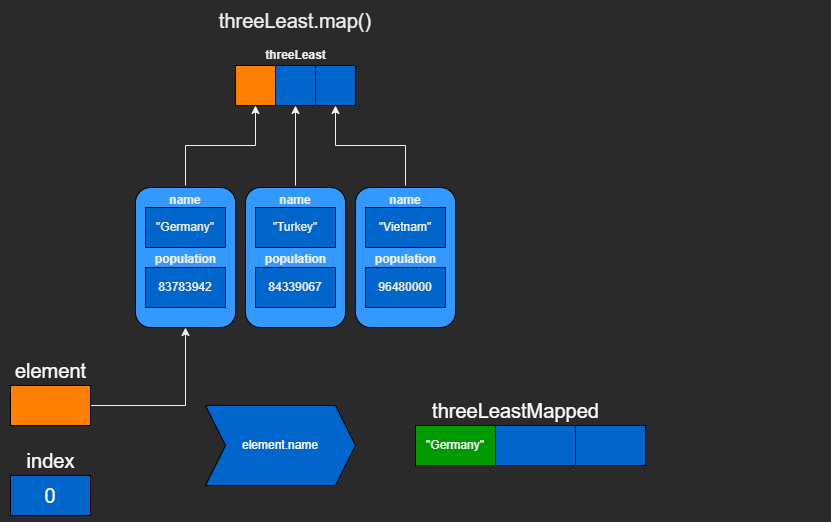 threeLeast.map()
threeLeast
name
"Germany"
population
83783942
name
"Turkey"
population
84339067
name
"Vietnam"
population
96480000
element
index
0
element.name
threeLeastMapped
"Germany"